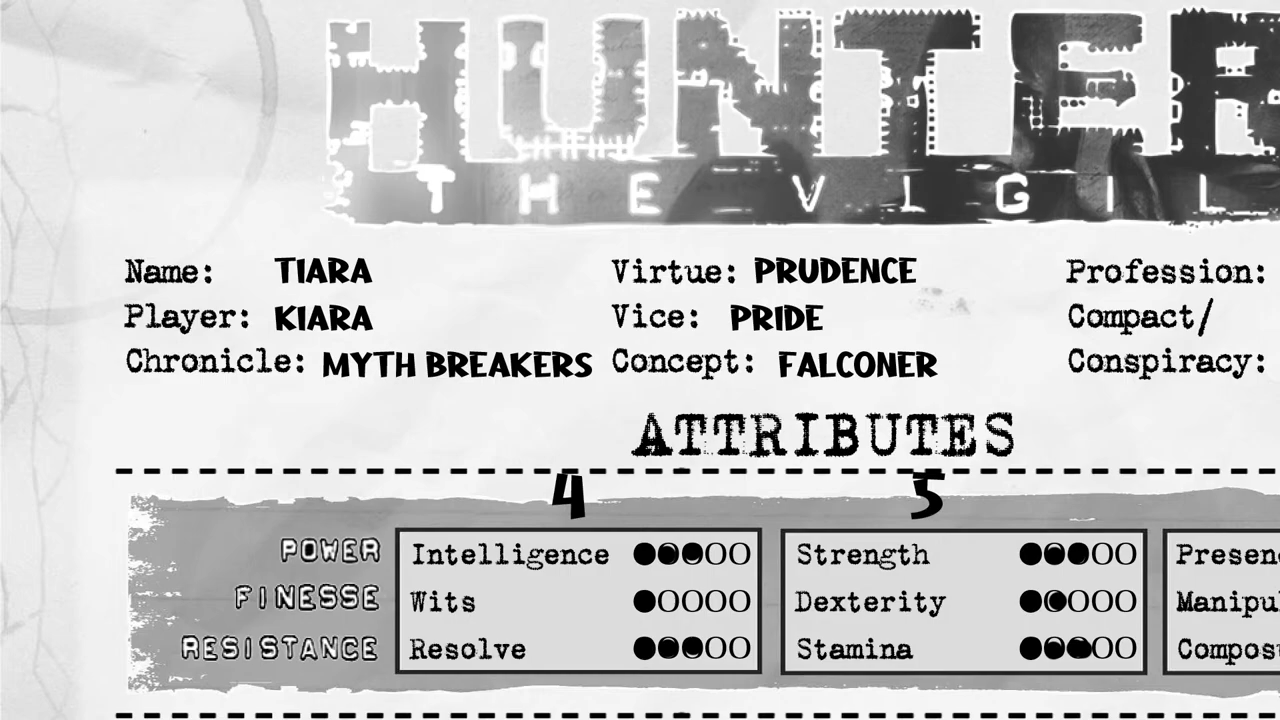 HUNTER
THE VIGIL
Name: TIARA Virtue: PRUDENCE Profession:
Player: KIARA Vice: PRIDE Compact/
Chronicle: MYTH BREAKERS Concept: FALCONER Conspiracy:
ATTRIBUTES
4 5
POWER Intelligence Strength
FINESSE Wits Dexterity
RESISTANCE Resolve Stamina